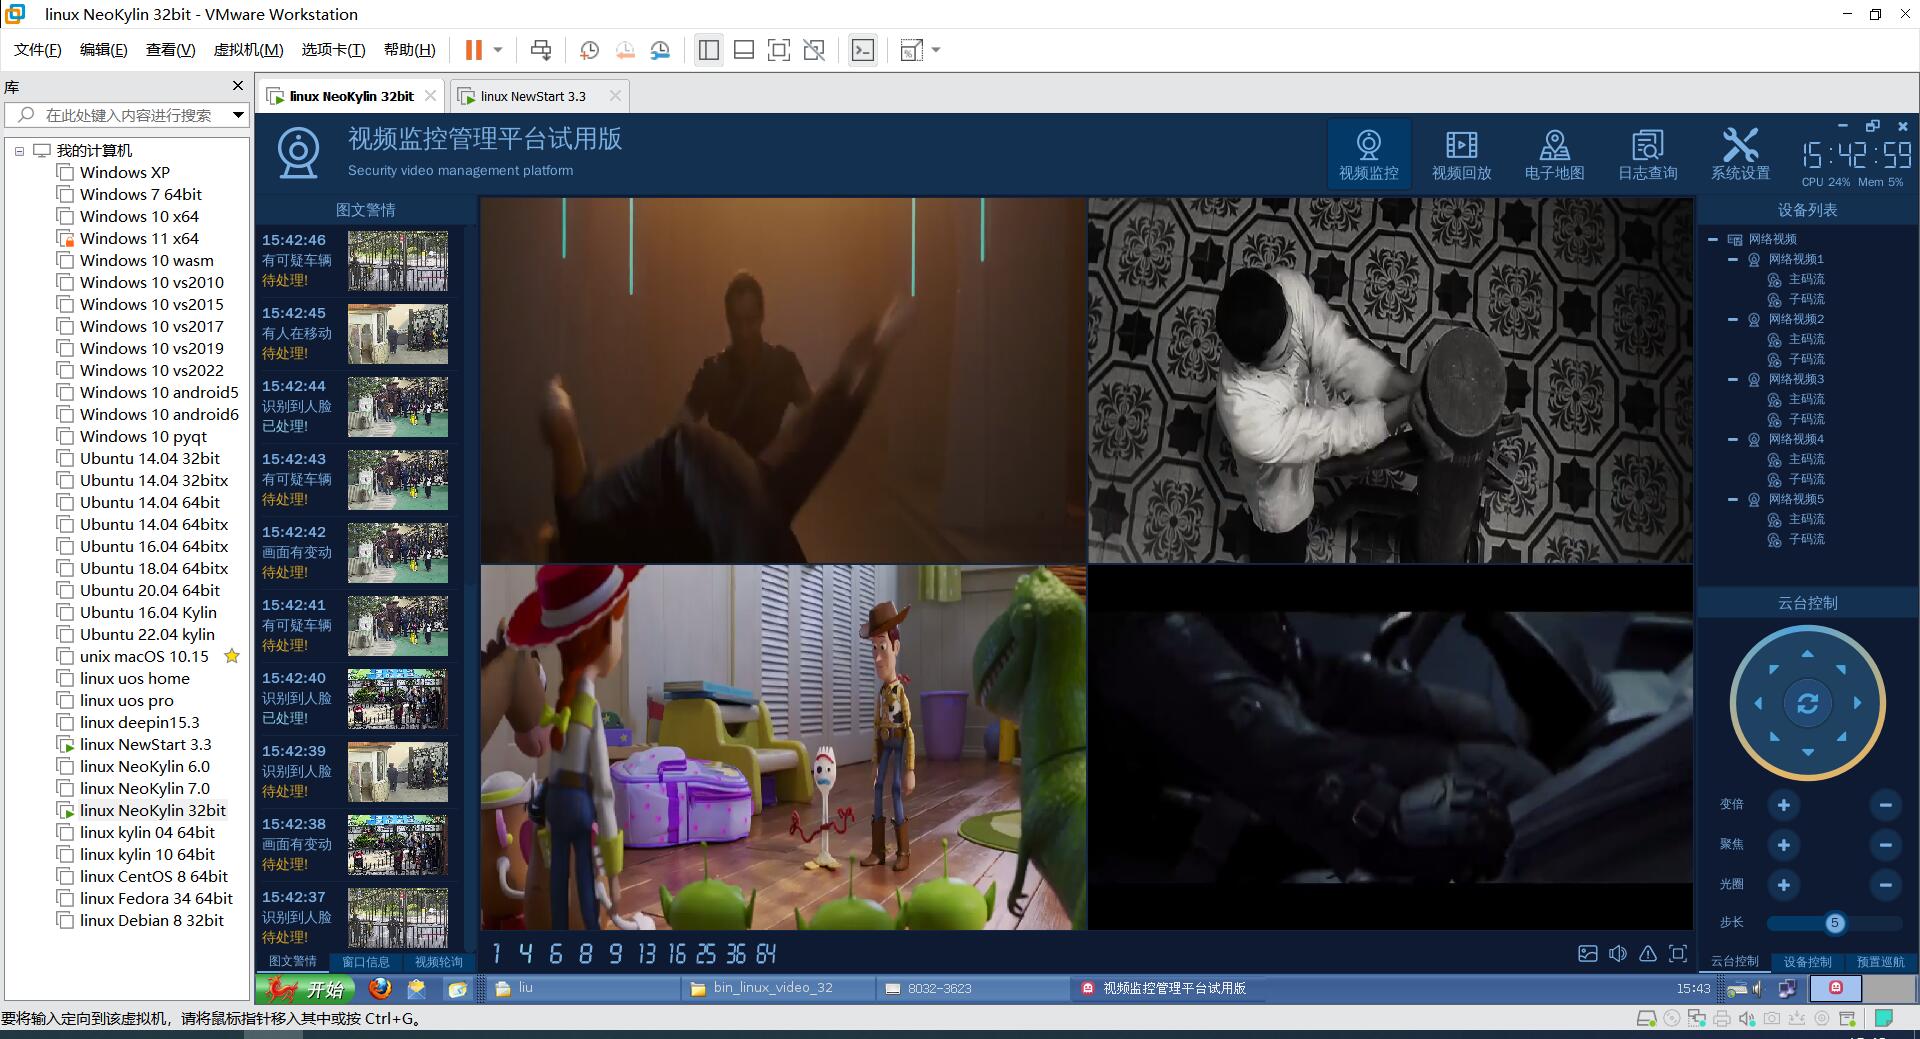 linux NeoKylin 32bit - VMware Workstation
文件(F) 编辑(E) 查看(V) 虚拟机(M) 选项卡(T) 帮助(H)
库
在此处键入内容进行搜索
我的计算机
Windows XP
Windows 7 64bit
Windows 10 x64
Windows 11 x64
Windows 10 wasm
Windows 10 vs2010
Windows 10 vs2015
Windows 10 vs2017
Windows 10 vs2019
Windows 10 vs2022
Windows 10 android5
Windows 10 android6
Windows 10 pyqt
Ubuntu 14.04 32bit
Ubuntu 14.04 32bitx
Ubuntu 14.04 64bit
Ubuntu 14.04 64bitx
Ubuntu 16.04 64bitx
Ubuntu 18.04 64bitx
Ubuntu 20.04 64bit
Ubuntu 16.04 Kylin
Ubuntu 22.04 kylin
unix macOS 10.15
linux uos home
linux uos pro
linux deepin15.3
linux NewStart 3.3
linux NeoKylin 6.0
linux NeoKylin 7.0
linux NeoKylin 32bit
linux kylin 04 64bit
linux kylin 10 64bit
linux CentOS 8 64bit
linux Fedora 34 64bit
linux Debian 8 32bit
linux NeoKylin 32bit
linux NewStart 3.3
视频监控管理平台试用版
Security video management platform
视频监控 视频回放 电子地图 日志查询 系统设置
15:42:59
CPU 24% Mem 5%
图文警情
15:42:46
有可疑车辆
待处理!
15:42:45
有人在移动
待处理!
15:42:44
识别到人脸
已处理!
15:42:43
有可疑车辆
待处理!
15:42:42
画面有变动
待处理!
15:42:41
有可疑车辆
待处理!
15:42:40
识别到人脸
已处理!
15:42:39
识别到人脸
待处理!
15:42:38
画面有变动
待处理!
15:42:37
识别到人脸
待处理!
图文警情 窗口信息 视频轮询
1 4 6 8 9 13 16 25 36 64
设备列表
网络视频
网络视频1
主码流
子码流
网络视频2
主码流
子码流
网络视频3
主码流
子码流
网络视频4
主码流
子码流
网络视频5
主码流
子码流
云台控制
变倍
聚焦
光圈
步长 5
云台控制 设备控制 预置巡航
开始 liu bin_linux_video_32 8032-3623 视频监控管理平台试用版 15:43
要将输入定向到该虚拟机，请将鼠标指针移入其中或按 Ctrl+G。